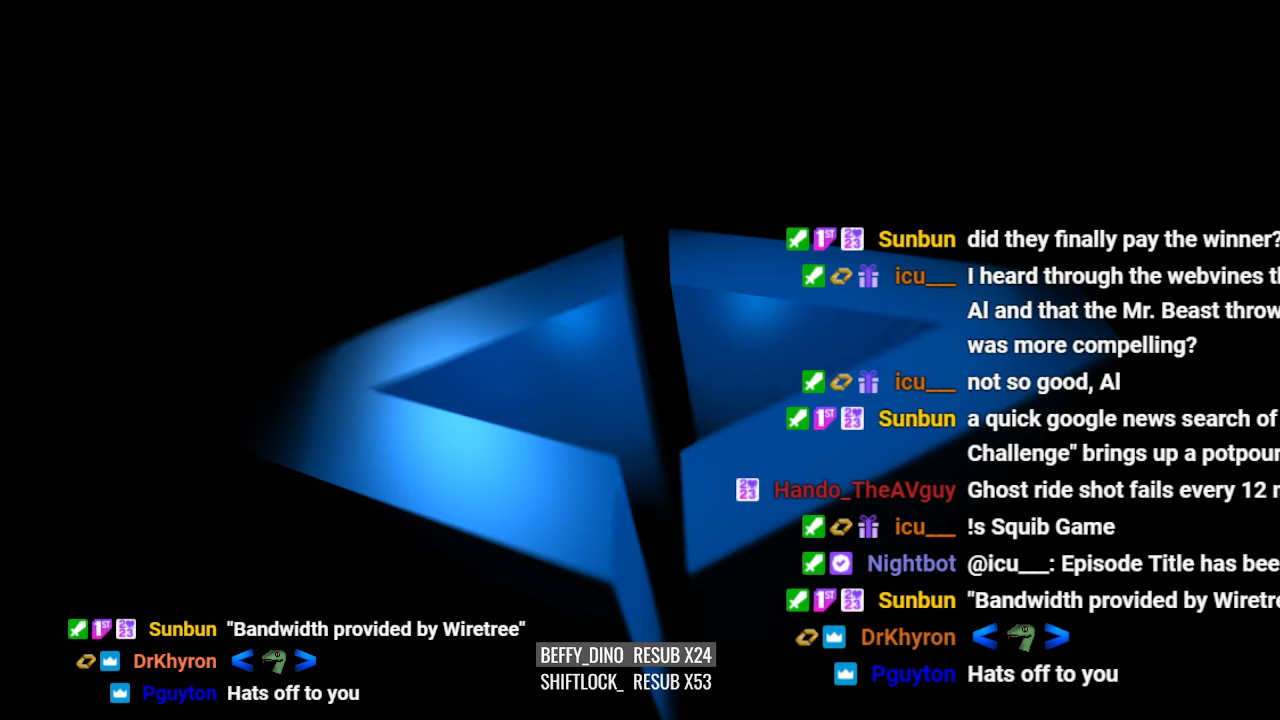 Sunbun did they finally pay the winner?
icu___ I heard through the webvines
Al and that the Mr. Beast throw
was more compelling?
icu___ not so good, Al
Sunbun a quick google news search of
Challenge" brings up a
Hando_TheAVguy Ghost ride shot fails every 12
icu___ !s Squib Game
Nightbot @icu___: Episode Title has
Sunbun "Bandwidth provided by
DrKhyron < >
Pguyton Hats off to you
Sunbun "Bandwidth provided by Wiretree"
DrKhyron < >
Pguyton Hats off to you
BEFFY_DINO RESUB X24
SHIFTLOCK_ RESUB X53